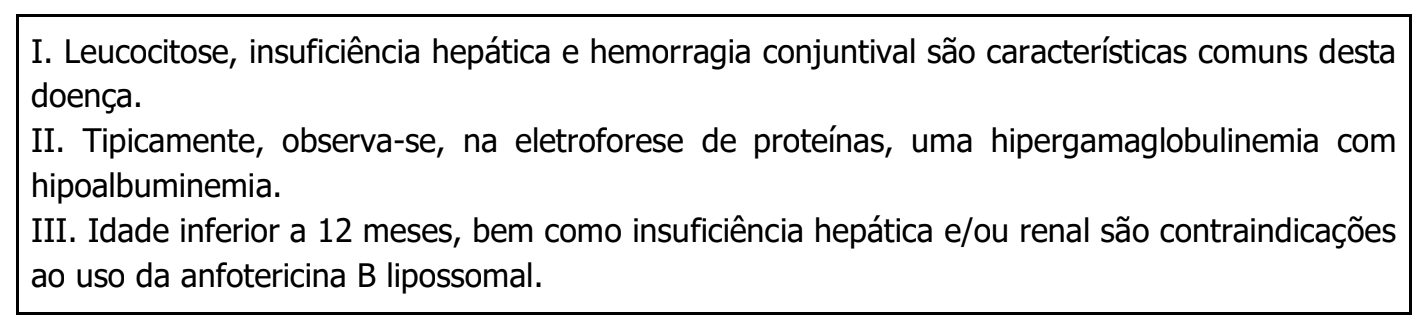 I. Leucocitose, insuficiência hepática e hemorragia conjuntival são características comuns desta
doença.
II. Tipicamente, observa-se, na eletroforese de proteínas, uma hipergamaglobulinemia com
hipoalbuminemia.
III. Idade inferior a 12 meses, bem como insuficiência hepática e/ou renal são contraindicações
ao uso da anfotericina B lipossomal.